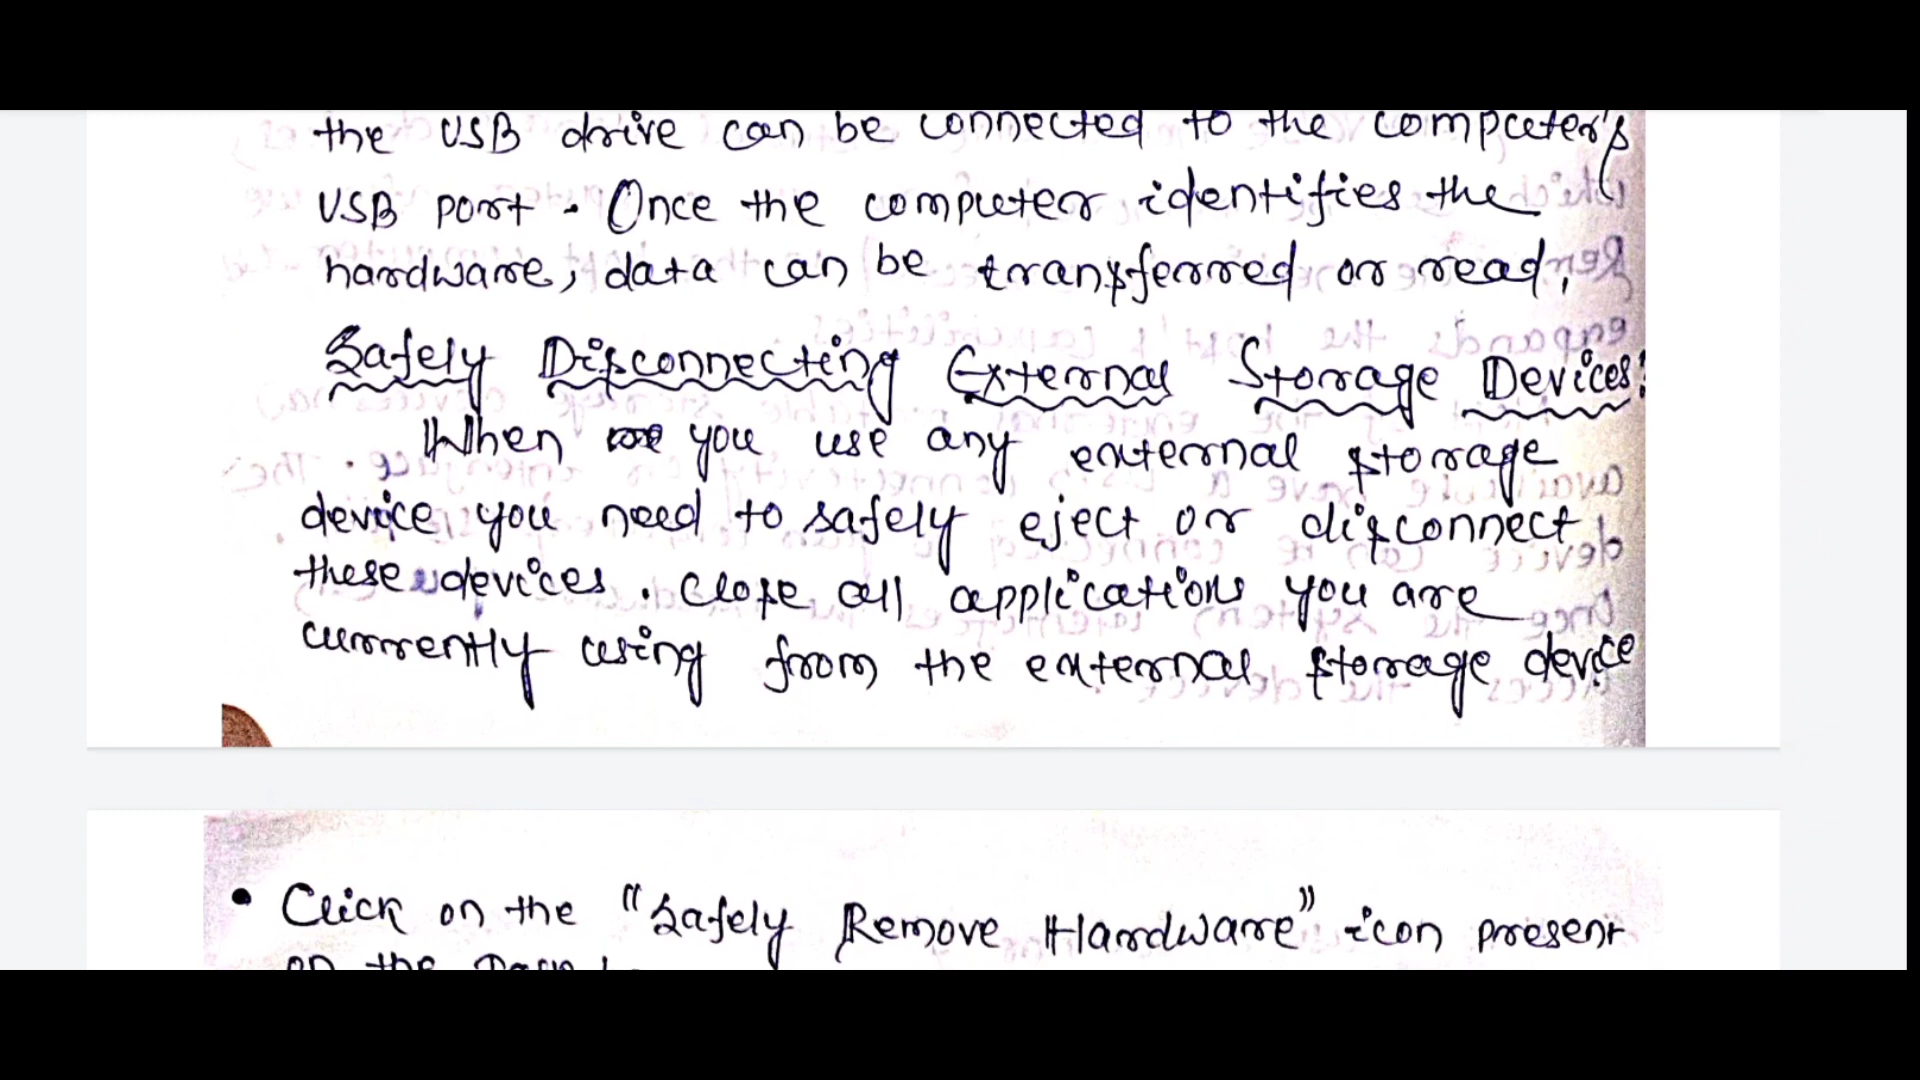 the USB drive can be connected to the computer's
USB port. Once the computer identifies the
hardware, data can be transferred or read.
Safely Disconnecting External Storage Devices:
When you use any external storage
device you need to safely eject or disconnect
these devices. Close all applications you are
currently using from the external storage device
• Click on the "Safely Remove Hardware" icon present
on the